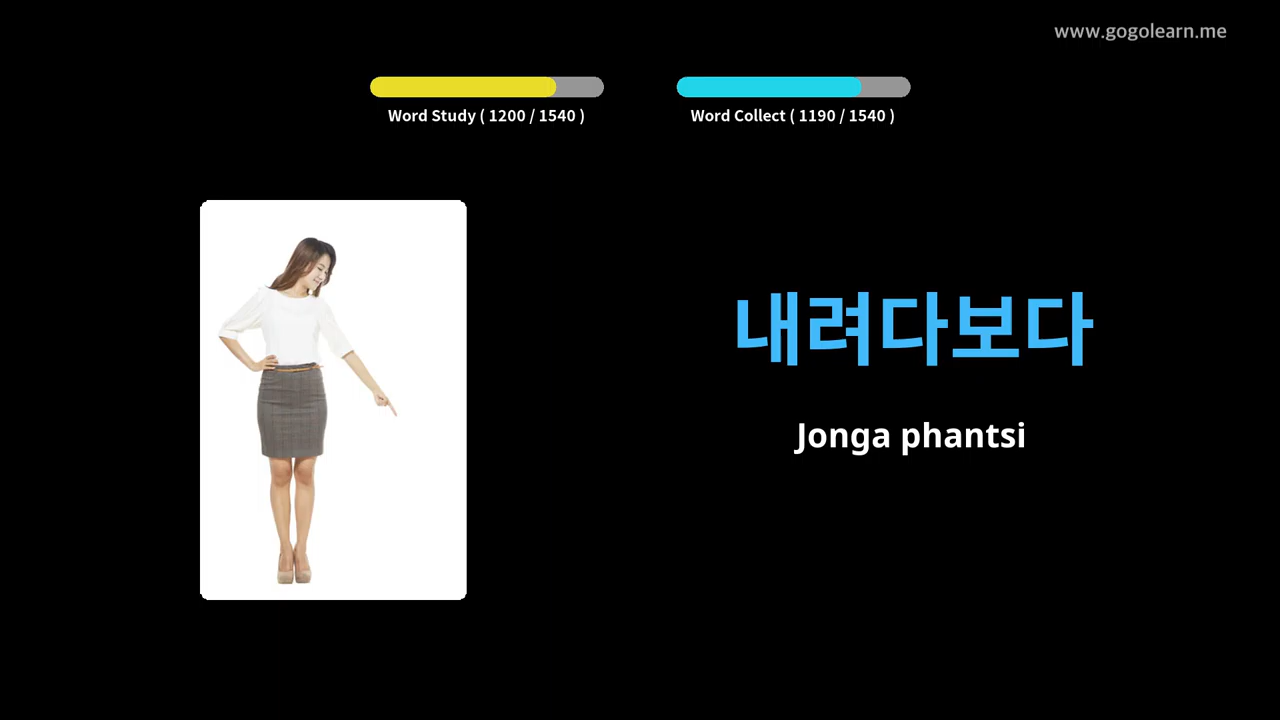 www.gogolearn.me
Word Study ( 1200 / 1540 )
Word Collect ( 1190 / 1540 )
내려다보다
Jonga phantsi